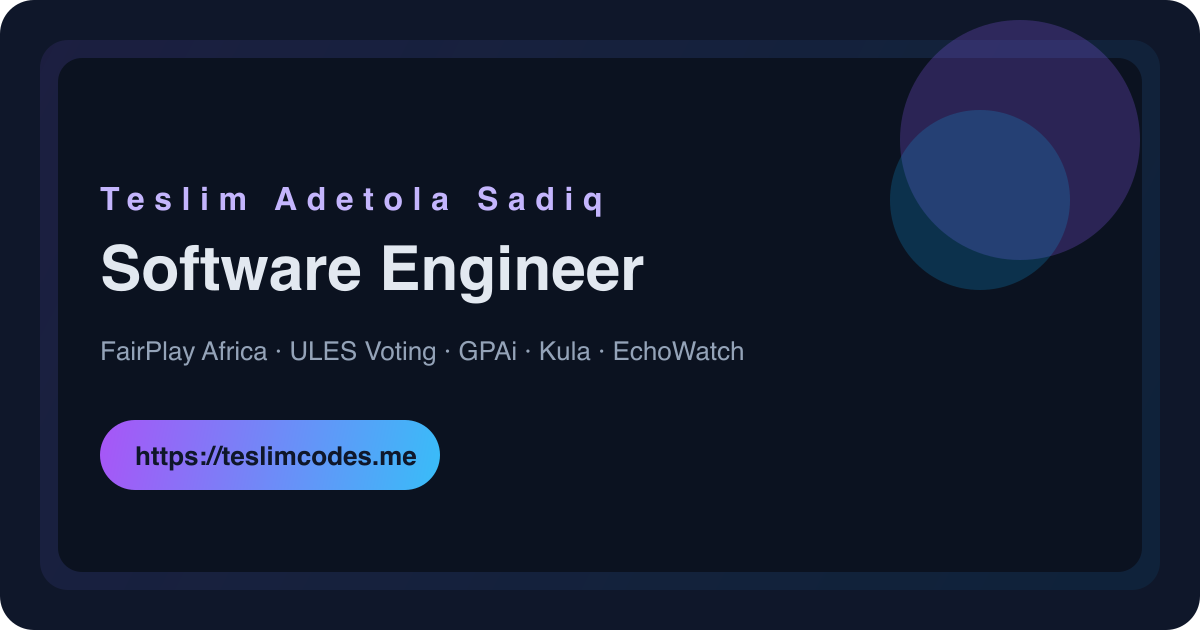 Teslim Adetola Sadiq
Software Engineer
FairPlay Africa · ULES Voting · GPAi · Kula · EchoWatch
https://teslimcodes.me